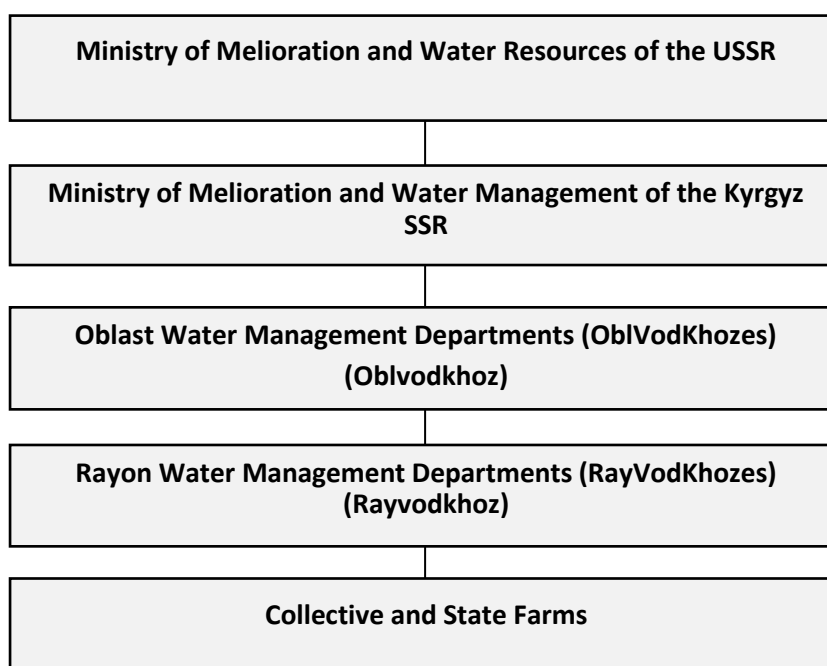 Ministry of Melioration and Water Resources of the USSR
Ministry of Melioration and Water Management of the Kyrgyz
SSR
Oblast Water Management Departments (OblVodKhozes)
(Oblvodkhoz)
Rayon Water Management Departments (RayVodKhozes)
(Rayvodkhoz)
Collective and State Farms